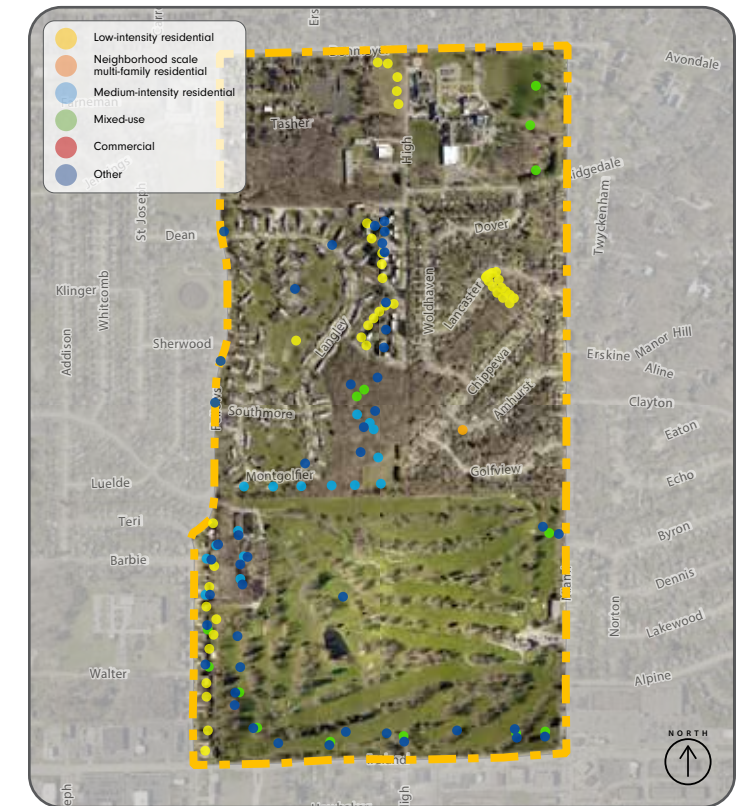 Low-intensity residential
Neighborhood scale
multi-family residential
Medium-intensity residential
Mixed-use
Commercial
Other
Avondale
Tasher
High
Twyckenham
St Joseph
Dean
Dover
Klinger
Whitcomb
Woldhaven
Lancaster
Addison
Sherwood
Langley
Erskine
Manor Hill
Aline
Chippewa
Amhurst
Southmore
Clayton
Eaton
Luelde
Montgolfier
Golfview
Echo
Teri
Byron
Barbie
Dennis
Norton
Lakewood
Walter
Alpine
NORTH